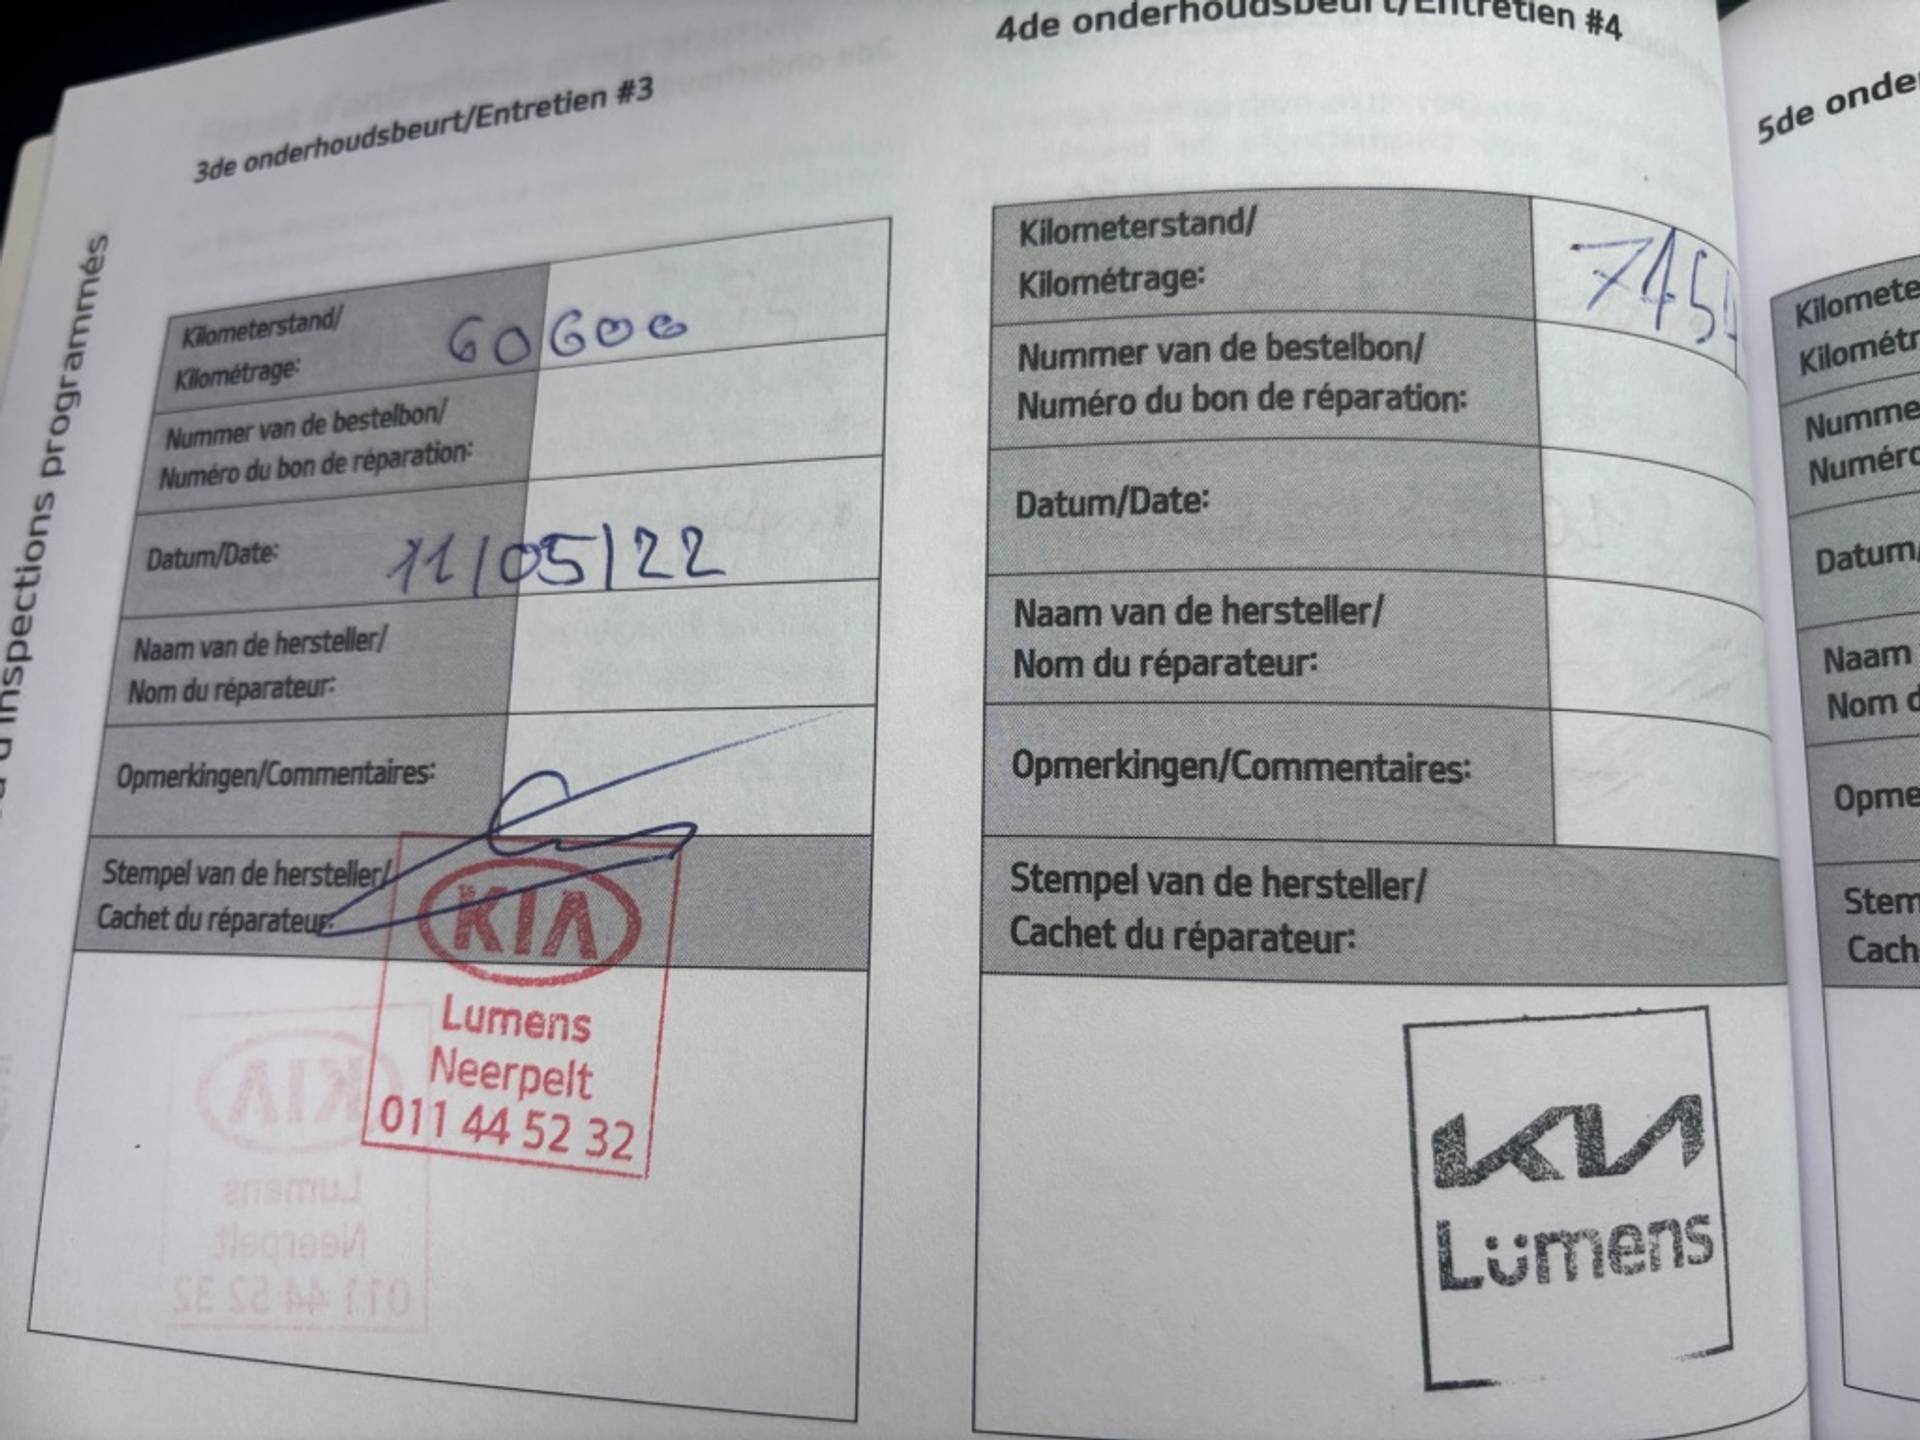 d'inspections programmés
3de onderhoudsbeurt/Entretien #3
Kilometerstand/
Kilométrage:
60600
Nummer van de bestelbon/
Numéro du bon de réparation:
Datum/Date:
11/05/22
Naam van de hersteller/
Nom du réparateur:
Opmerkingen/Commentaires:
Stempel van de hersteller/
Cachet du réparateur:
KIA
Lumens
Neerpelt
011 44 52 32
4de onderhoudsbeurt/Entretien #4
Kilometerstand/
Kilométrage:
745
Nummer van de bestelbon/
Numéro du bon de réparation:
Datum/Date:
Naam van de hersteller/
Nom du réparateur:
Opmerkingen/Commentaires:
Stempel van de hersteller/
Cachet du réparateur:
KIA
Lümens
5de onde
Kilomete
Kilométr
Numme
Numéro
Datum/
Naam
Nom d
Opme
Stem
Cach